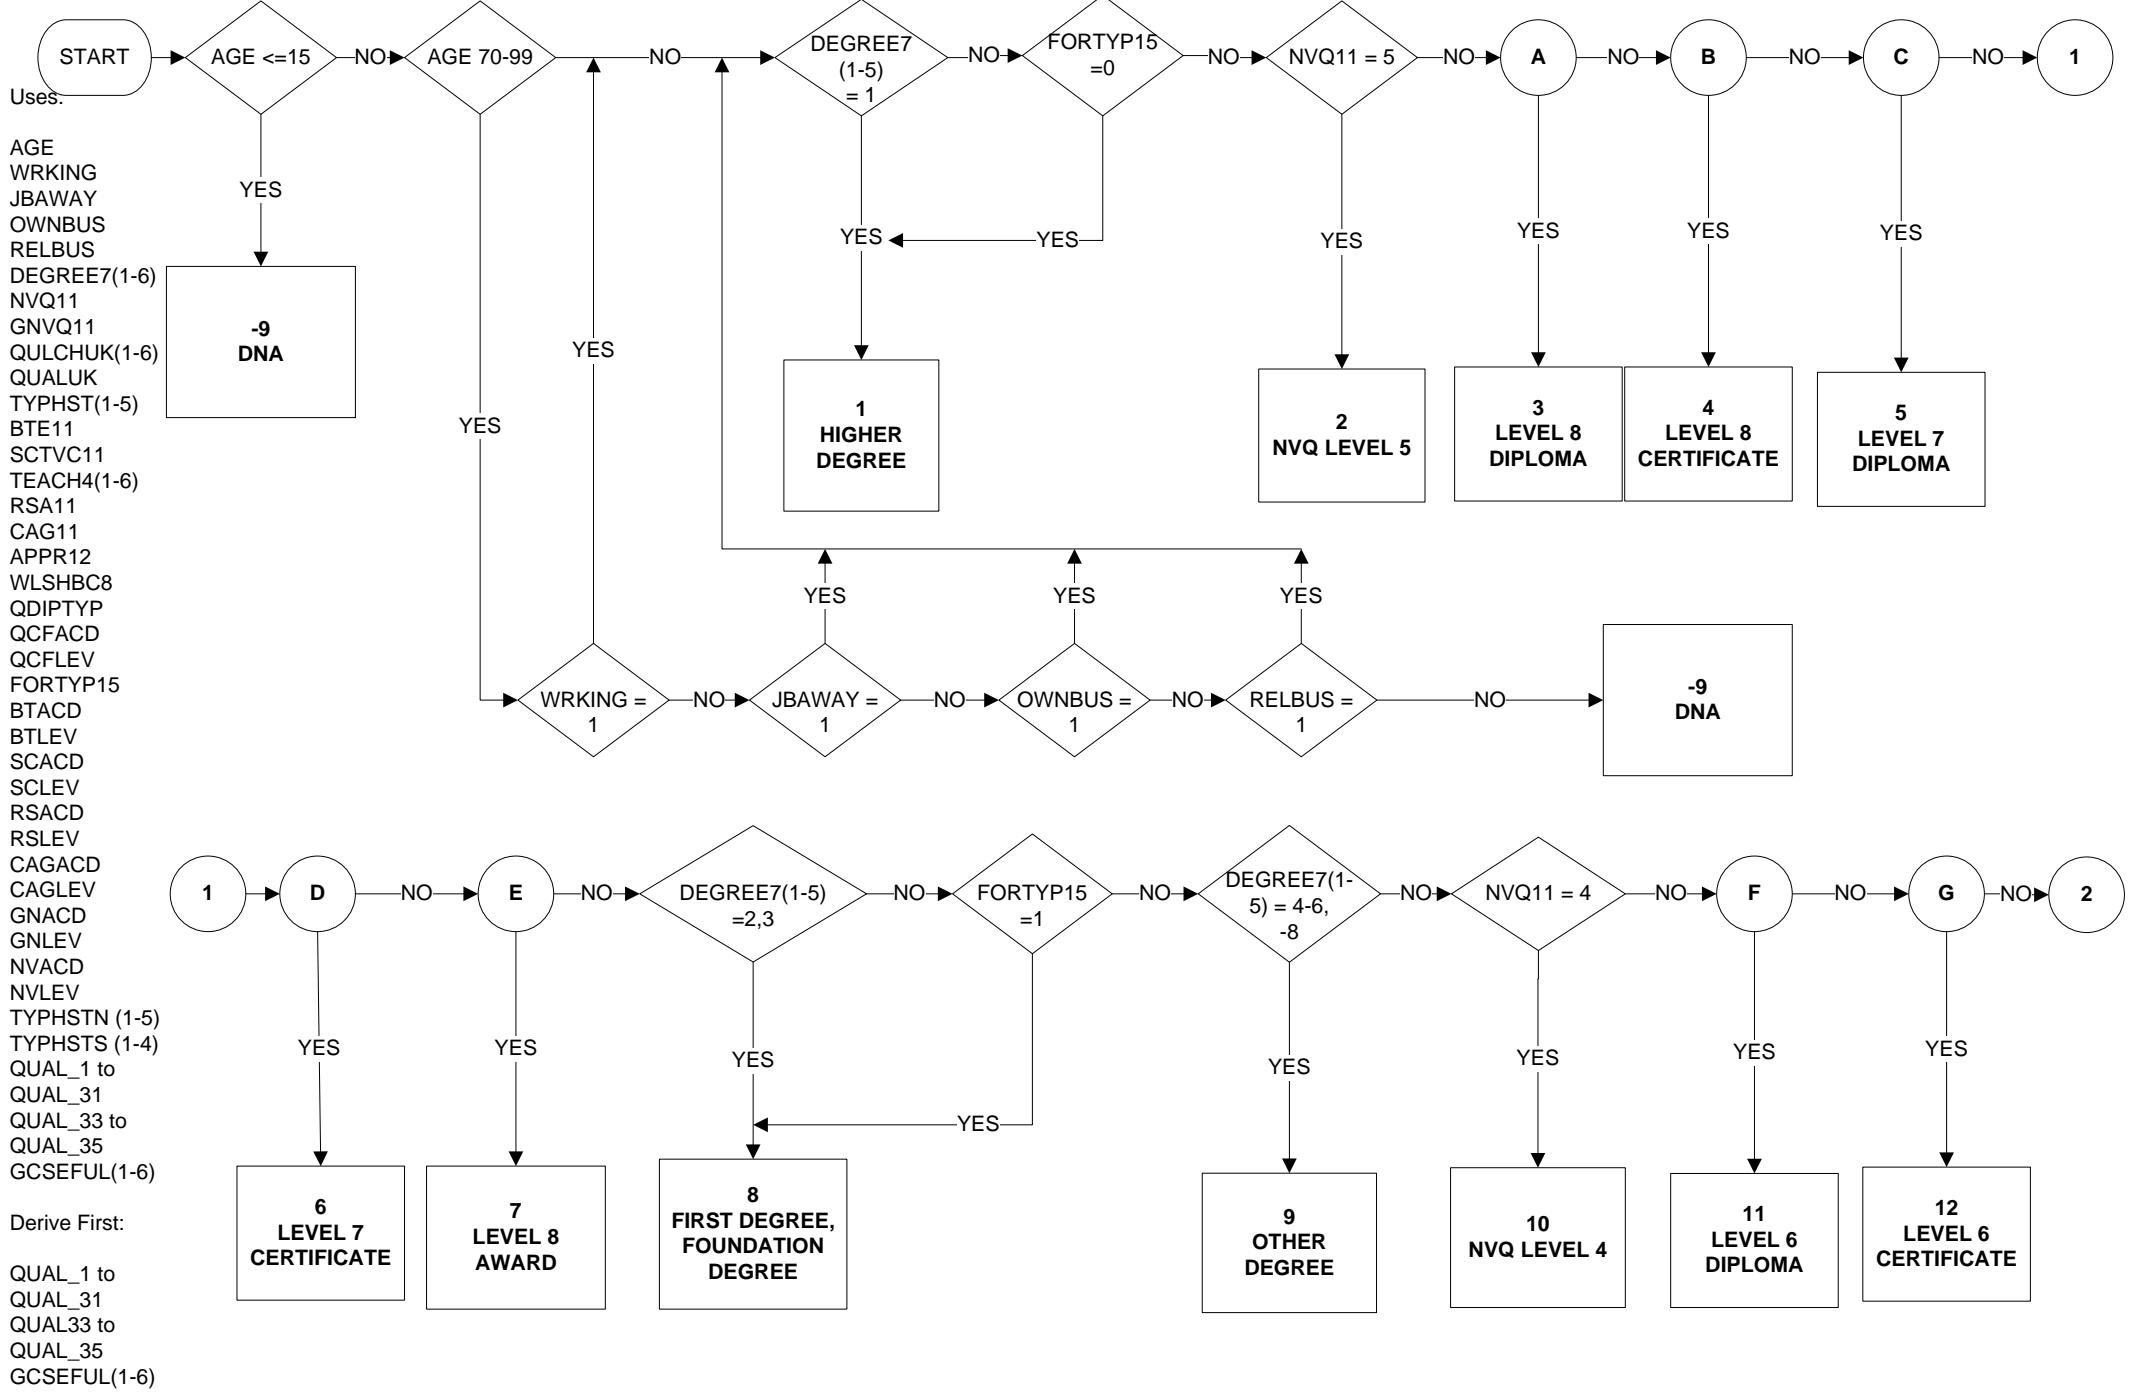 START
AGE <=15
NO
AGE 70-99
NO
DEGREE7
(1-5)
= 1
NO
FORTYP15
=0
NO
NVQ11 = 5
NO
A
NO
B
NO
C
NO
1
Uses:
AGE
WRKING
JBAWAY
OWNBUS
RELBUS
DEGREE7(1-6)
NVQ11
GNVQ11
QULCHUK(1-6)
QUALUK
TYPHST(1-5)
BTE11
SCTVC11
TEACH4(1-6)
RSA11
CAG11
APPR12
WLSHBC8
QDIPTYP
QCFACD
QCFLEV
FORTYP15
BTACD
BTLEV
SCACD
SCLEV
RSACD
RSLEV
CAGACD
CAGLEV
GNACD
GNLEV
NVACD
NVLEV
TYPHSTN (1-5)
TYPHSTS (1-4)
QUAL_1 to
QUAL_31
QUAL_33 to
QUAL_35
GCSEFUL(1-6)
Derive First:
QUAL_1 to
QUAL_31
QUAL33 to
QUAL_35
GCSEFUL(1-6)
YES
YES
YES
YES
YES
YES
YES
YES
YES
-9
DNA
1
HIGHER
DEGREE
2
NVQ LEVEL 5
3
LEVEL 8
DIPLOMA
4
LEVEL 8
CERTIFICATE
5
LEVEL 7
DIPLOMA
YES
YES
YES
WRKING =
1
NO
JBAWAY =
1
NO
OWNBUS =
1
NO
RELBUS =
1
NO
-9
DNA
1
D
NO
E
NO
DEGREE7(1-5)
=2,3
NO
FORTYP15
=1
NO
DEGREE7(1-
5) = 4-6,
-8
NO
NVQ11 = 4
NO
F
NO
G
NO
2
YES
YES
YES
YES
YES
YES
YES
YES
6
LEVEL 7
CERTIFICATE
7
LEVEL 8
AWARD
8
FIRST DEGREE,
FOUNDATION
DEGREE
9
OTHER
DEGREE
10
NVQ LEVEL 4
11
LEVEL 6
DIPLOMA
12
LEVEL 6
CERTIFICATE